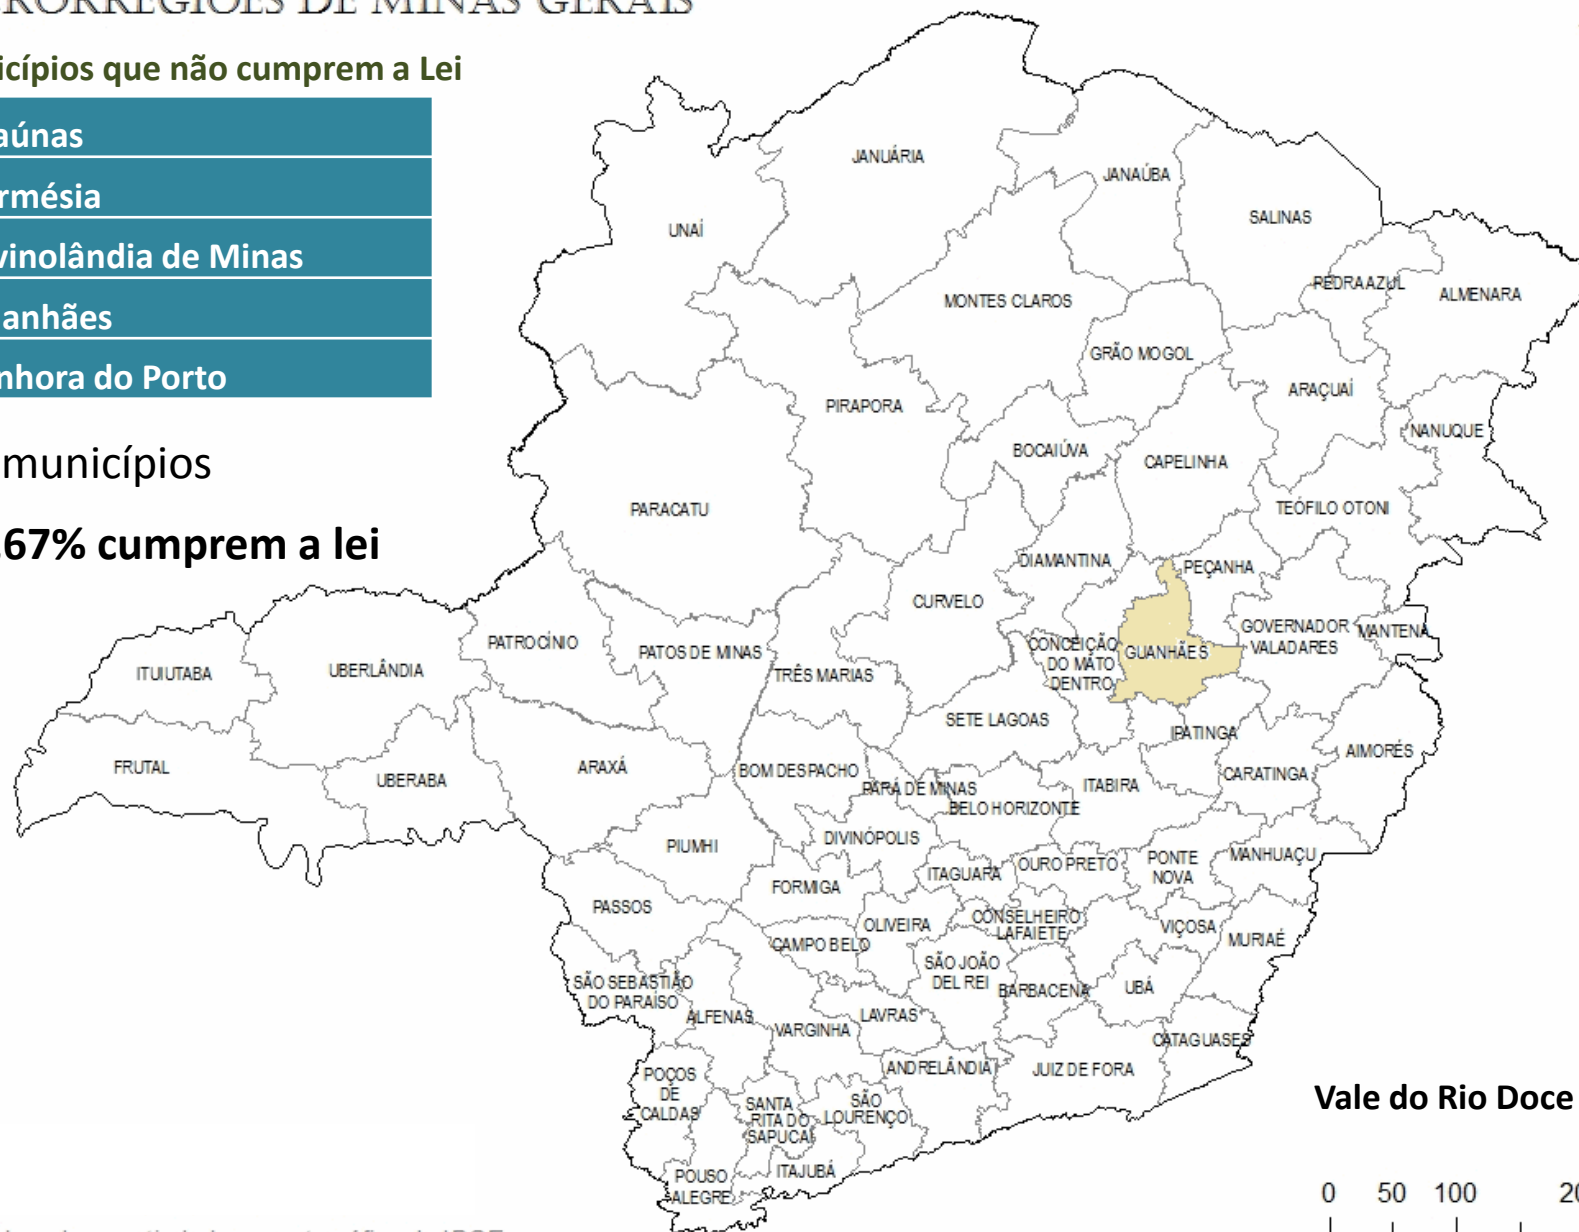 RORREGIÕES DE MINAS GERAIS
icípios que não cumprem a Lei
aúnas
rmésia
vinolândia de Minas
anhães
nhora do Porto
municípios
.67% cumprem a lei
JANUÁRIA
JANAÚBA
SALINAS
UNAÍ
PEDRA AZUL
ALMENARA
MONTES CLAROS
GRÃO MOGOL
ARAÇUAÍ
PIRAPORA
NANUQUE
BOCAIÚVA
CAPELINHA
PARACATU
TEÓFILO OTONI
DIAMANTINA
PEÇANHA
CURVELO
GOVERNADOR
VALADARES
MANTENA
PATROCÍNIO
PATOS DE MINAS
CONCEIÇÃO
DO MATO
DENTRO
GUANHÃES
ITUIUTABA
UBERLÂNDIA
TRÊS MARIAS
SETE LAGOAS
IPATINGA
AIMORÉS
FRUTAL
UBERABA
ARAXÁ
BOM DESPACHO
PARÁ DE MINAS
BELO HORIZONTE
ITABIRA
CARATINGA
PIUMHI
DIVINÓPOLIS
ITAGUARA
OURO PRETO
PONTE
NOVA
MANHUAÇU
PASSOS
FORMIGA
OLIVEIRA
CONSELHEIRO
LAFAIETE
VIÇOSA
MURIAÉ
CAMPO BELO
SÃO JOÃO
DEL REI
BARBACENA
UBÁ
SÃO SEBASTIÃO
DO PARAÍSO
ALFENAS
VARGINHA
LAVRAS
CATAGUASES
ANDRELÂNDIA
JUIZ DE FORA
POÇOS
DE
CALDAS
SANTA
RITA DO
SAPUCAÍ
SÃO
LOURENÇO
Vale do Rio Doce
POUSO
ALEGRE
ITAJUBÁ
0 50 100 20